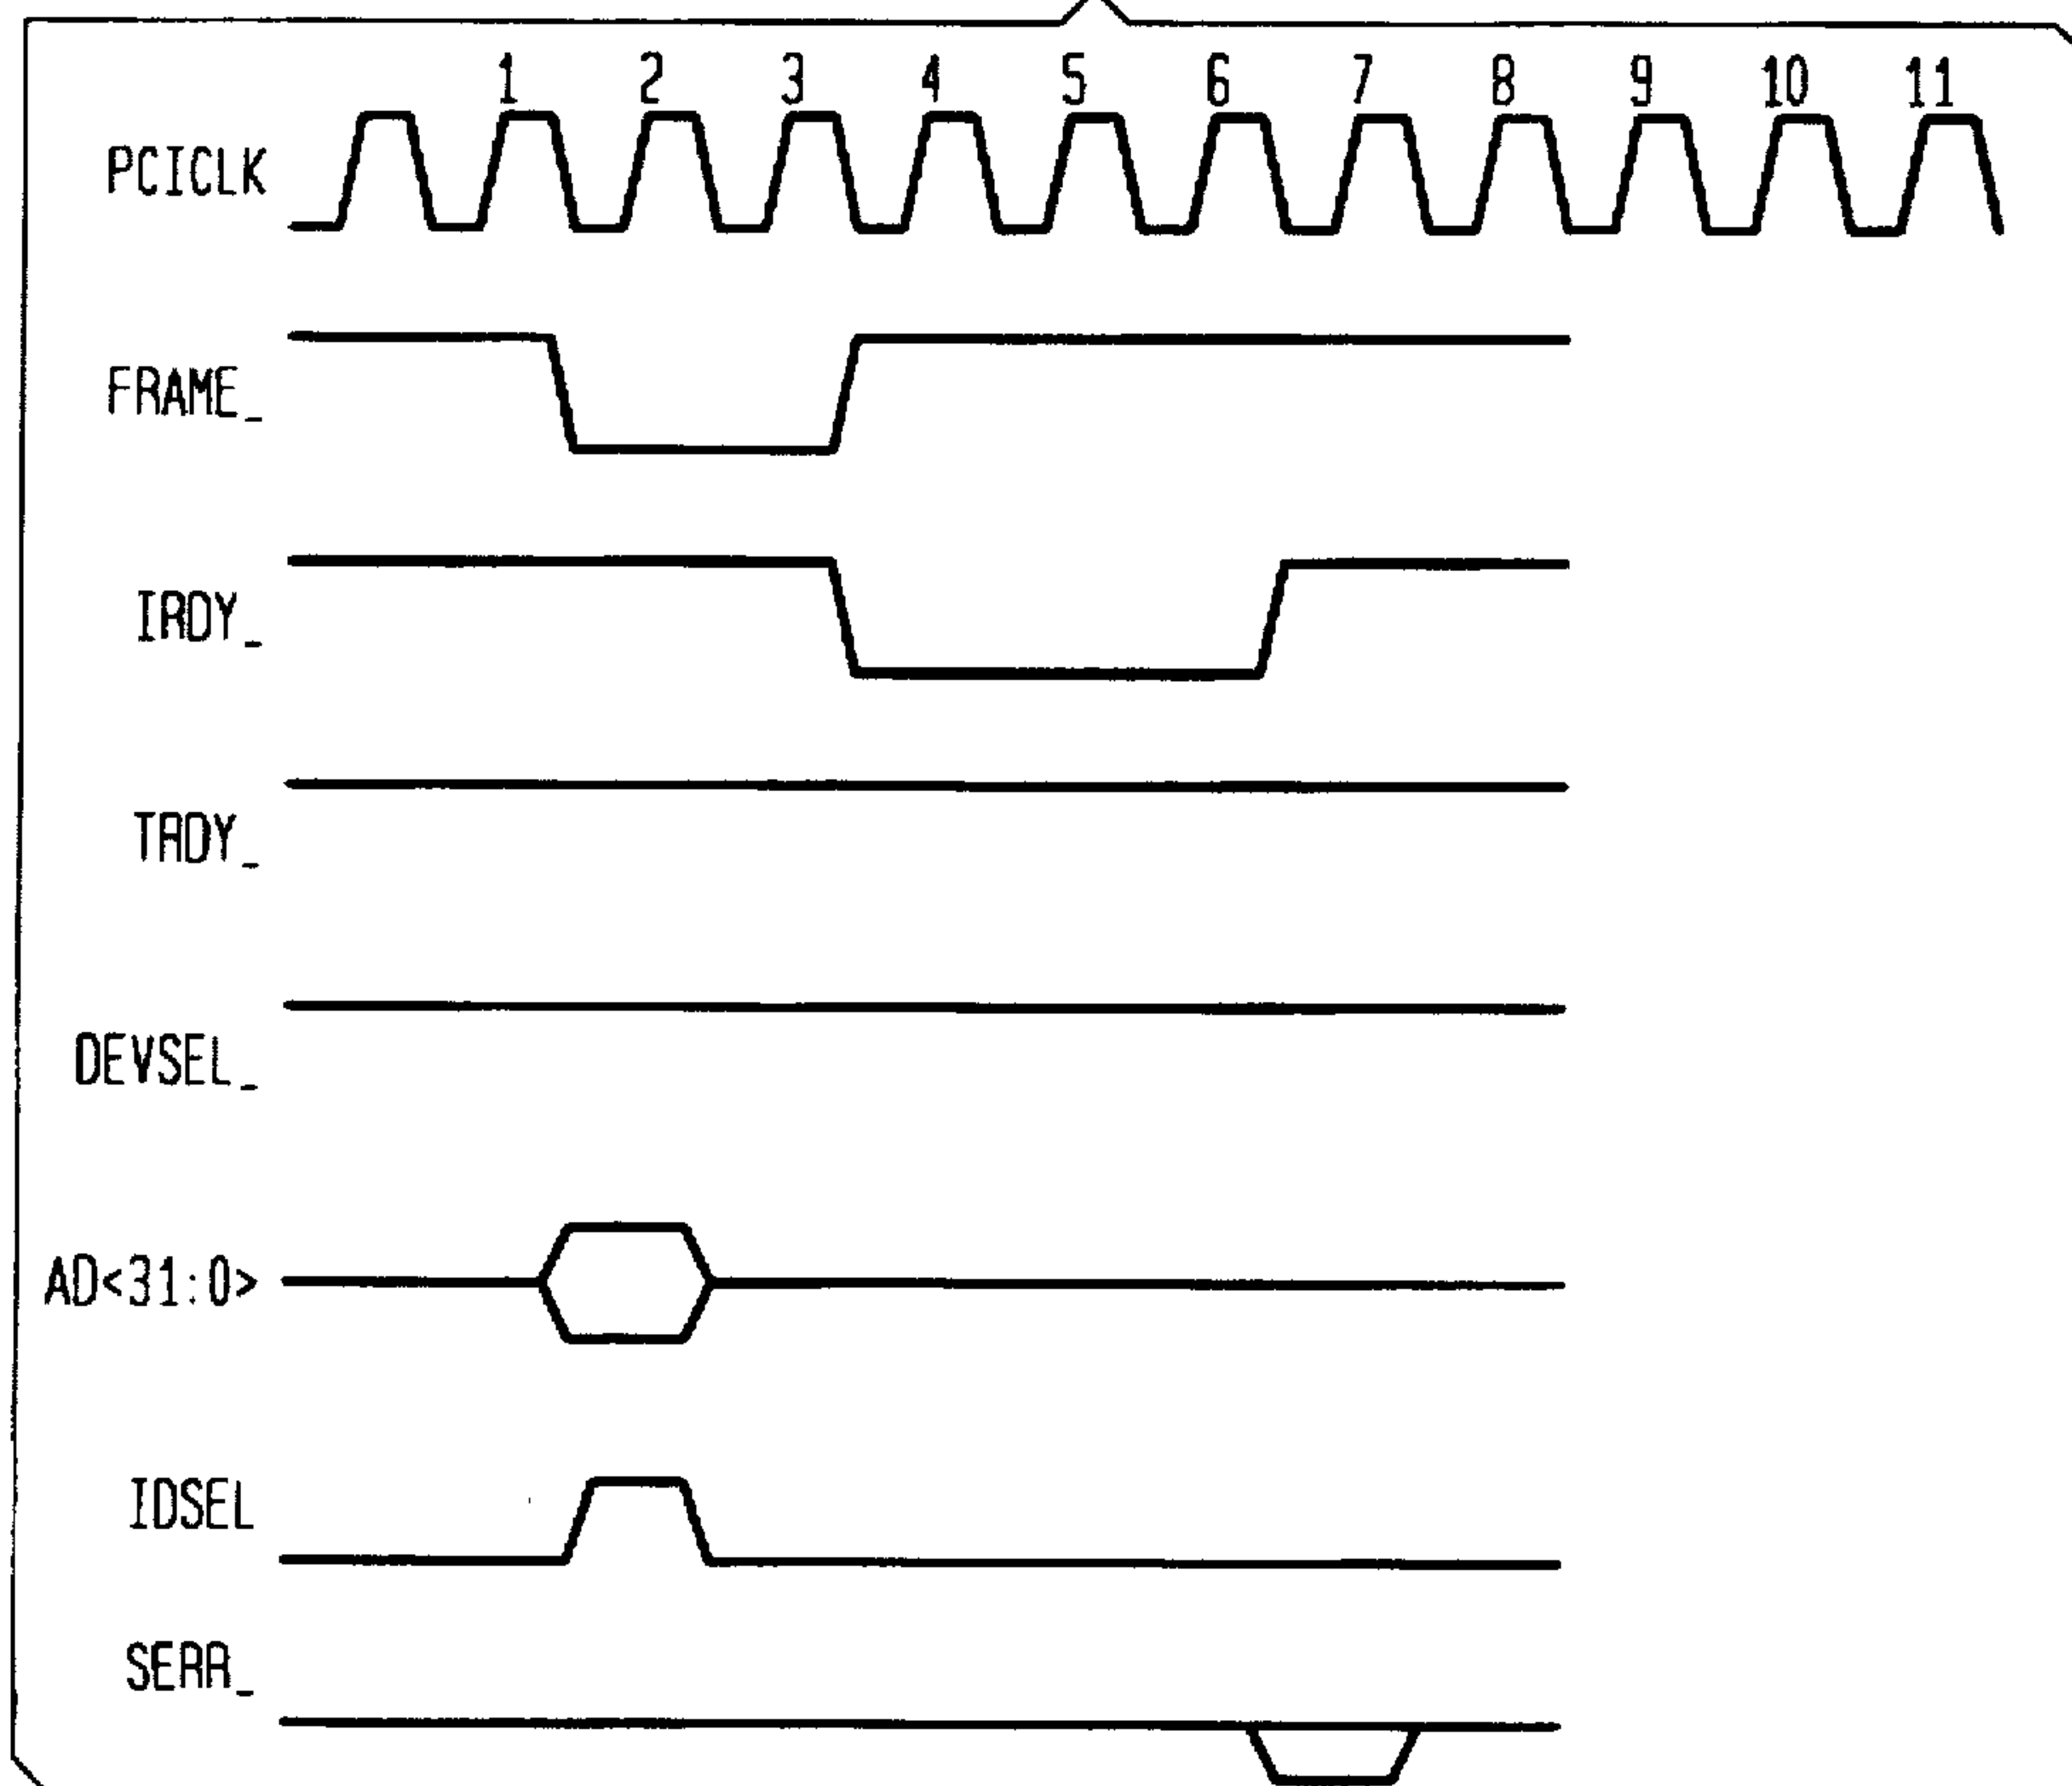 1 2 3 4 5 6 7 8 9 10 11
PCICLK
FRAME_
IRDY_
TRDY_
DEVSEL_
AD<31:0>
IDSEL
SERR_